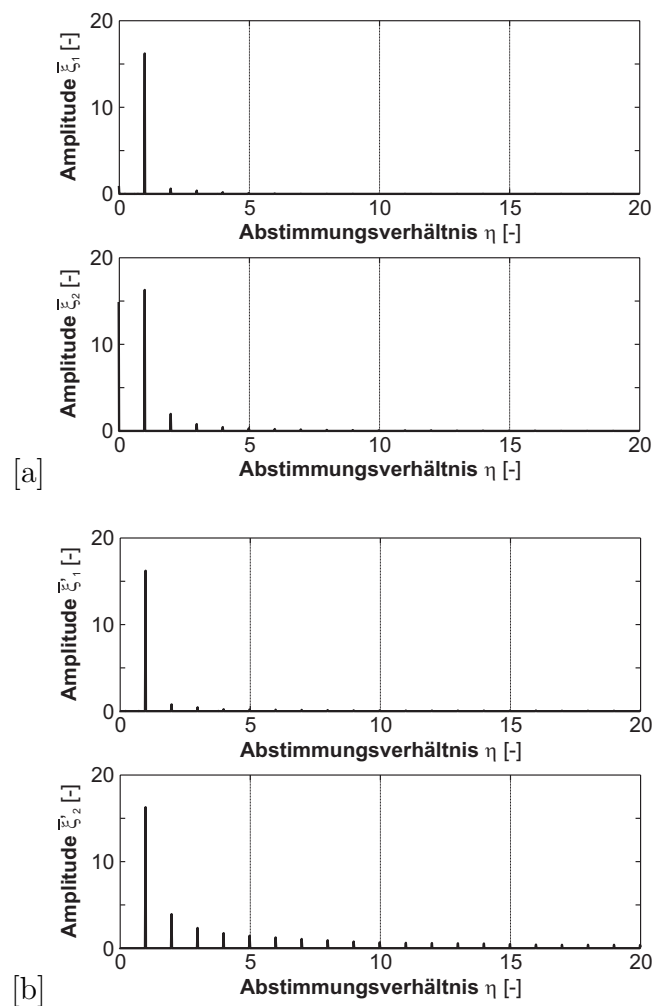 20
10
0
Amplitude ξ̄₁ [-]
0 5 10 15 20
Abstimmungsverhältnis η [-]
20
10
0
Amplitude ξ̄₂ [-]
0 5 10 15 20
Abstimmungsverhältnis η [-]
[a]
20
10
0
Amplitude ξ̄'₁ [-]
0 5 10 15 20
Abstimmungsverhältnis η [-]
20
10
0
Amplitude ξ̄'₂ [-]
0 5 10 15 20
Abstimmungsverhältnis η [-]
[b]